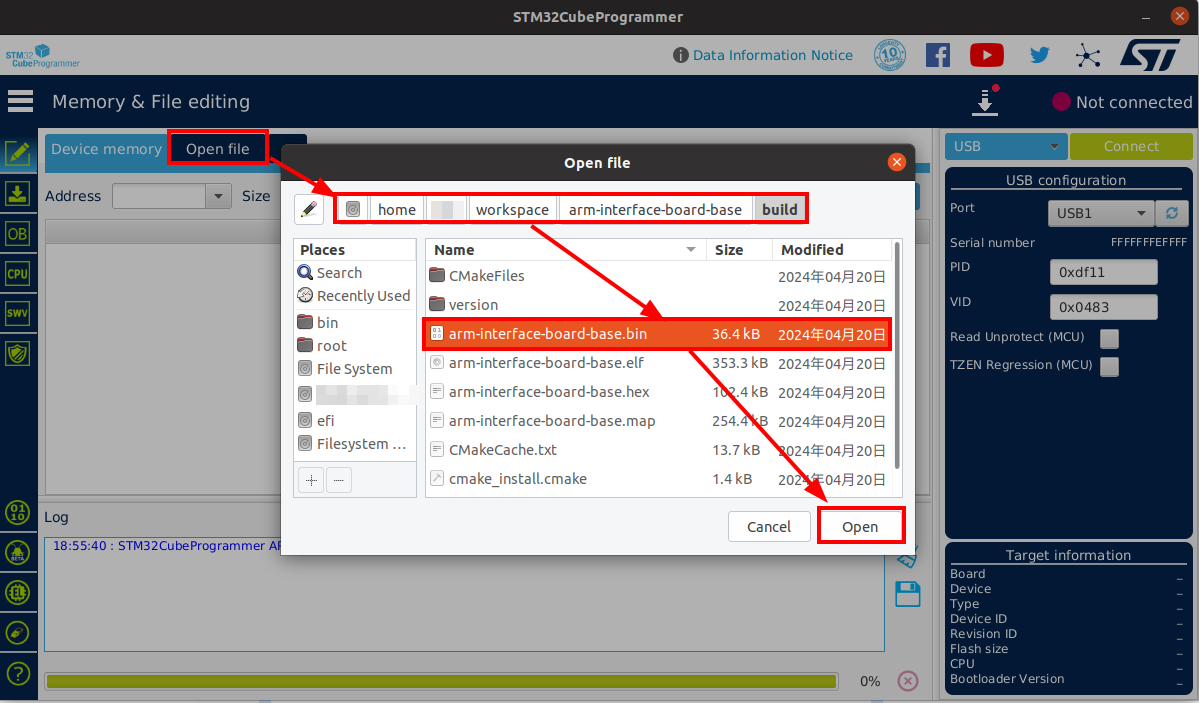 STM32CubeProgrammer
STM32
CubeProgrammer
Data Information Notice
10
ST
Memory & File editing
Not connected
Device memory
Open file
USB
Connect
Address
Size
Open file
home
workspace
arm-interface-board-base
build
Places
Search
Recently Used
bin
root
File System
efi
Filesystem ...
Name Size Modified
CMakeFiles 2024年04月20日
version 2024年04月20日
arm-interface-board-base.bin 36.4 kB 2024年04月20日
arm-interface-board-base.elf 353.3 kB 2024年04月20日
arm-interface-board-base.hex 102.4 kB 2024年04月20日
arm-interface-board-base.map 254.4 kB 2024年04月20日
CMakeCache.txt 13.7 kB 2024年04月20日
cmake_install.cmake 1.4 kB 2024年04月20日
Cancel
Open
USB configuration
Port USB1
Serial number FFFFFFFEFFFF
PID 0xdf11
VID 0x0483
Read Unprotect (MCU)
TZEN Regression (MCU)
OB
CPU
SWV
Log
18:55:40 : STM32CubeProgrammer AP
0%
Target information
Board –
Device –
Type –
Device ID –
Revision ID –
Flash size –
CPU –
Bootloader Version –
01
10
BETA
?